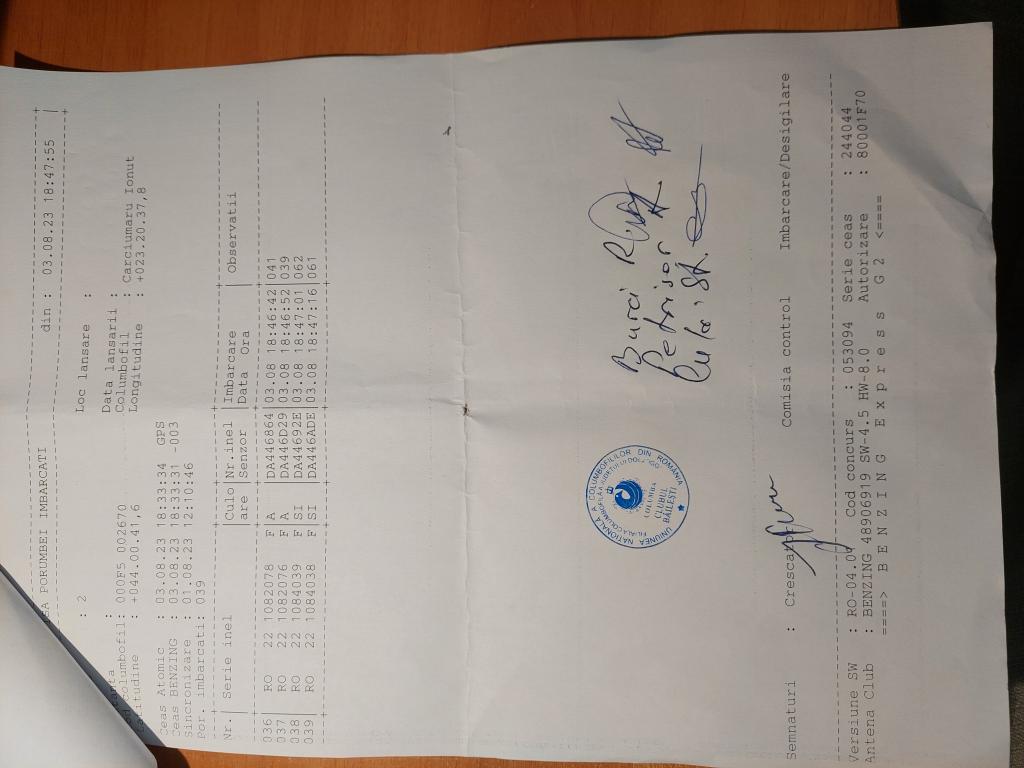 PORUMBEI IMBARCATI din : 03.08.23 18:47:55
: 2 Loc lansare :
: Data lansarii :
Columbofil: 000F5 002670 Columbofil : Carciumaru Ionut
: +044.00.41,6 Longitudine : +023.20.37,8
Ceas Atomic : 03.08.23 18:33:34 GPS
Ceas BENZING : 03.08.23 18:33:31 -003
Sincronizare : 01.08.23 12:10:46
Por. imbarcati: 039
Nr.| Serie inel |Culo|Nr.inel |Imbarcare | Observatii
|are |Senzor |Data Ora |
036 | RO 22 1082078 F | A |DA446864|03.08 18:46:42|041
037 | RO 22 1082076 F | A |DA446D29|03.08 18:46:52|039
038 | RO 22 1084039 F | SI |DA44692E|03.08 18:47:01|062
039 | RO 22 1084038 F | SI |DA446ADE|03.08 18:47:16|061
Burci R
Petrisor
UNIUNEA NATIONALA A COLUMBOFILILOR DIN ROMÂNIA
COLUMBA
CLUBUL
BĂILEȘTI
Semnaturi : Crescator Comisia control Imbarcare/Desigilare
Versiune SW : RO-04.00 Cod concurs : 053094 Serie ceas : 244044
Antena Club : BENZING 48906919 SW-4.5 HW-8.0 Autorizare : 80001F70
====> B E N Z I N G E x p r e s s G 2 <====